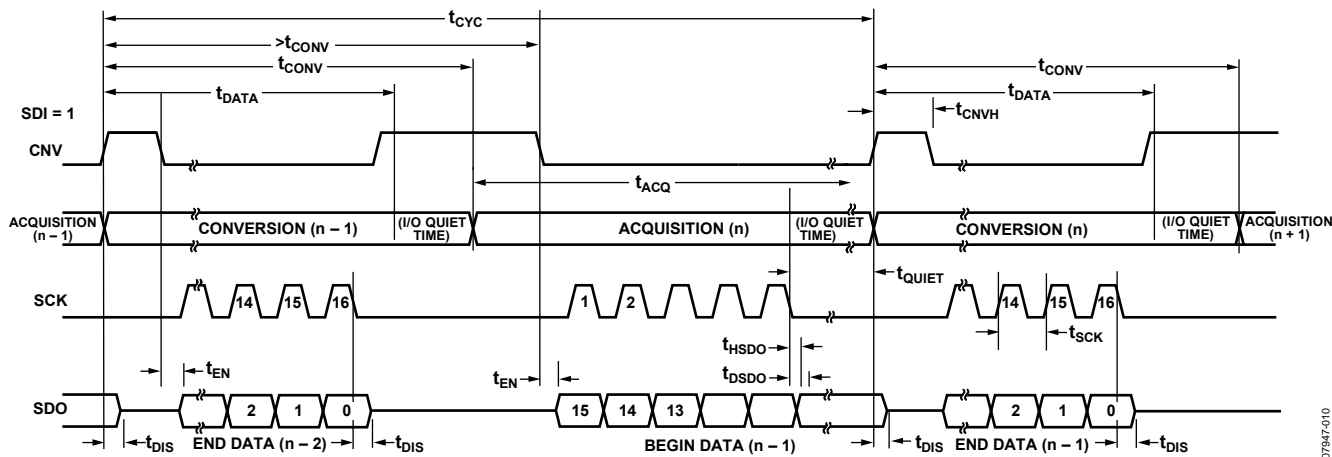 tCYC
>tCONV
tCONV
tCONV
tDATA
tDATA
SDI = 1
tCNVH
CNV
tACQ
ACQUISITION
(n – 1)
CONVERSION (n – 1)
(I/O QUIET
TIME)
ACQUISITION (n)
(I/O QUIET
TIME)
CONVERSION (n)
(I/O QUIET
TIME)
ACQUISITION
(n + 1)
tQUIET
SCK
14 15 16
1 2
14 15 16
tSCK
tHSDO
tEN
tEN
tDSDO
SDO
2 1 0
15 14 13
2 1 0
tDIS
END DATA (n – 2)
tDIS
BEGIN DATA (n – 1)
tDIS
END DATA (n – 1)
tDIS
07947-010